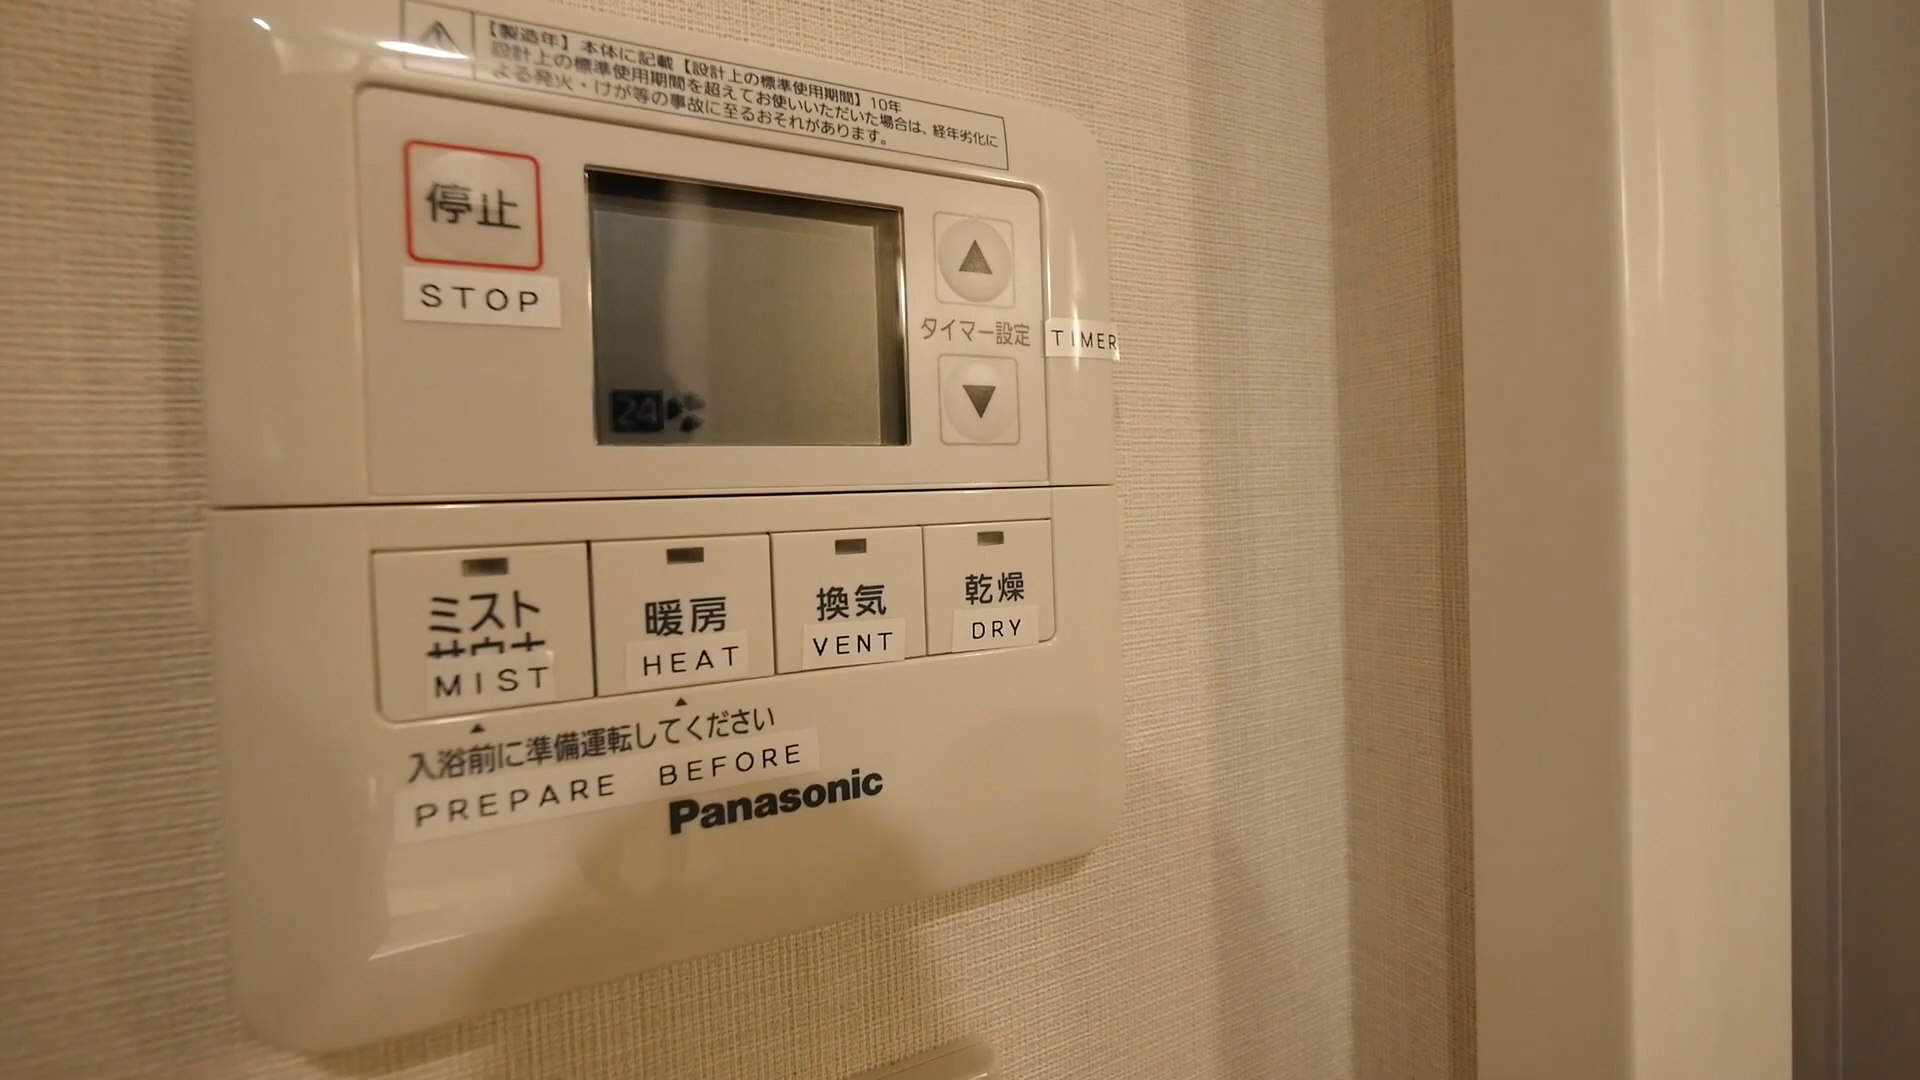 【製造年】本体に記載【設計上の標準使用期間】10年
設計上の標準使用期間を超えてお使いいただいた場合は、経年劣化に
よる発火・けが等の事故に至るおそれがあります。
停止
STOP
24
タイマー設定
TIMER
ミスト
サウナ
MIST
暖房
HEAT
換気
VENT
乾燥
DRY
入浴前に準備運転してください
PREPARE BEFORE
Panasonic